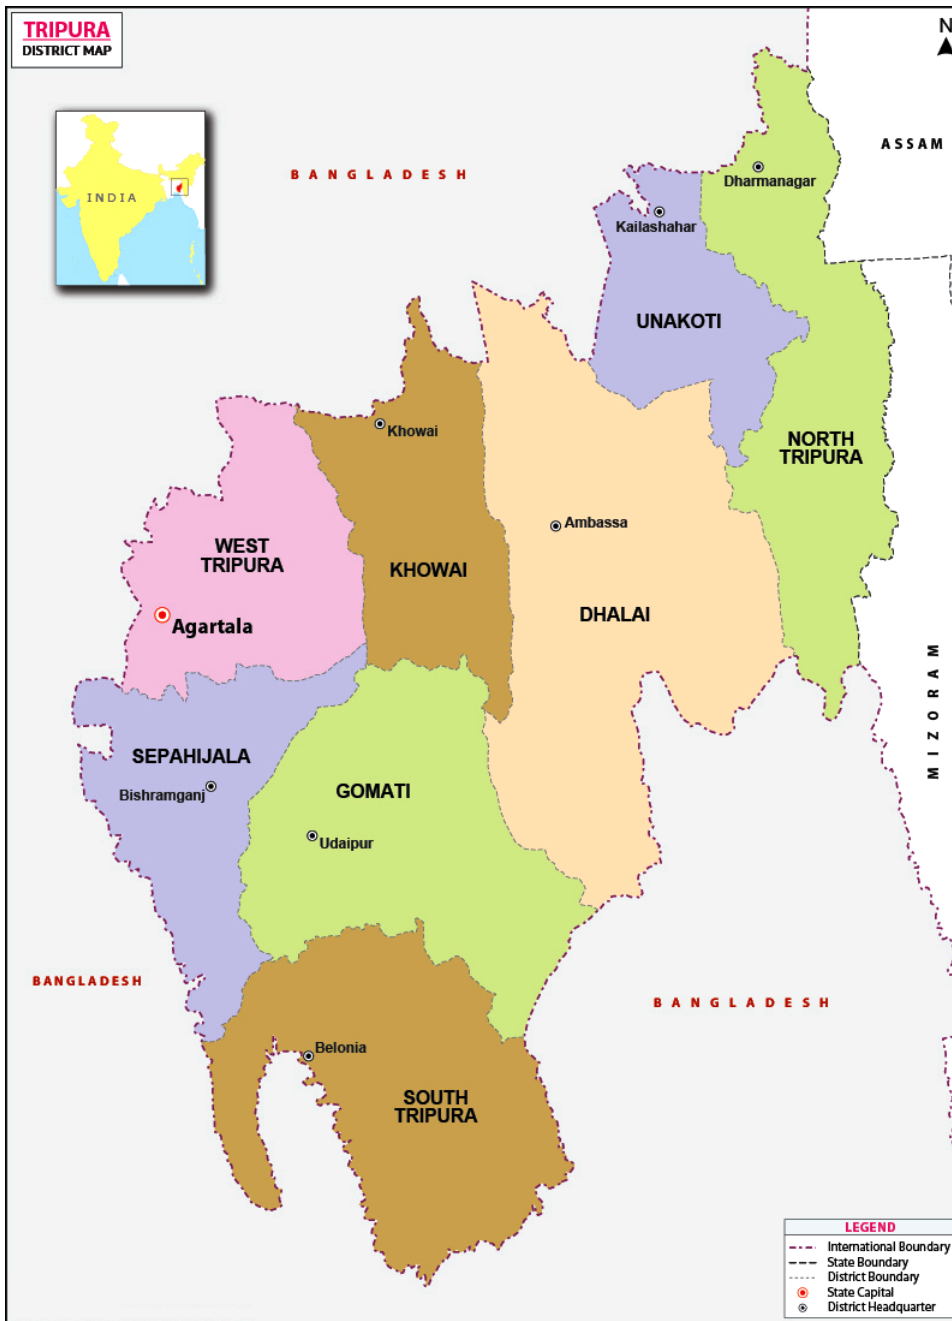 TRIPURA
DISTRICT MAP
N
ASSAM
INDIA
BANGLADESH
Dharmanagar
Kailashahar
UNAKOTI
Khowai
NORTH
TRIPURA
Ambassa
WEST
TRIPURA
KHOWAI
DHALAI
Agartala
MIZORAM
SEPAHIJALA
Bishramganj
GOMATI
Udaipur
BANGLADESH
BANGLADESH
Belonia
SOUTH
TRIPURA
LEGEND
International Boundary
State Boundary
District Boundary
State Capital
District Headquarter